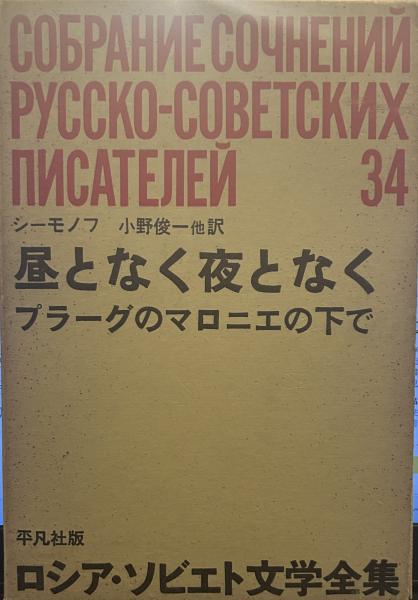 СОБРАНИЕ СОЧНЕНИЙ
РУССКО-СОВЕТСКИХ
ПИСАТЕЛЕЙ 34
シーモノフ 小野俊一他訳
昼となく夜となく
プラーグのマロニエの下で
平凡社版
ロシア・ソビエト文学全集